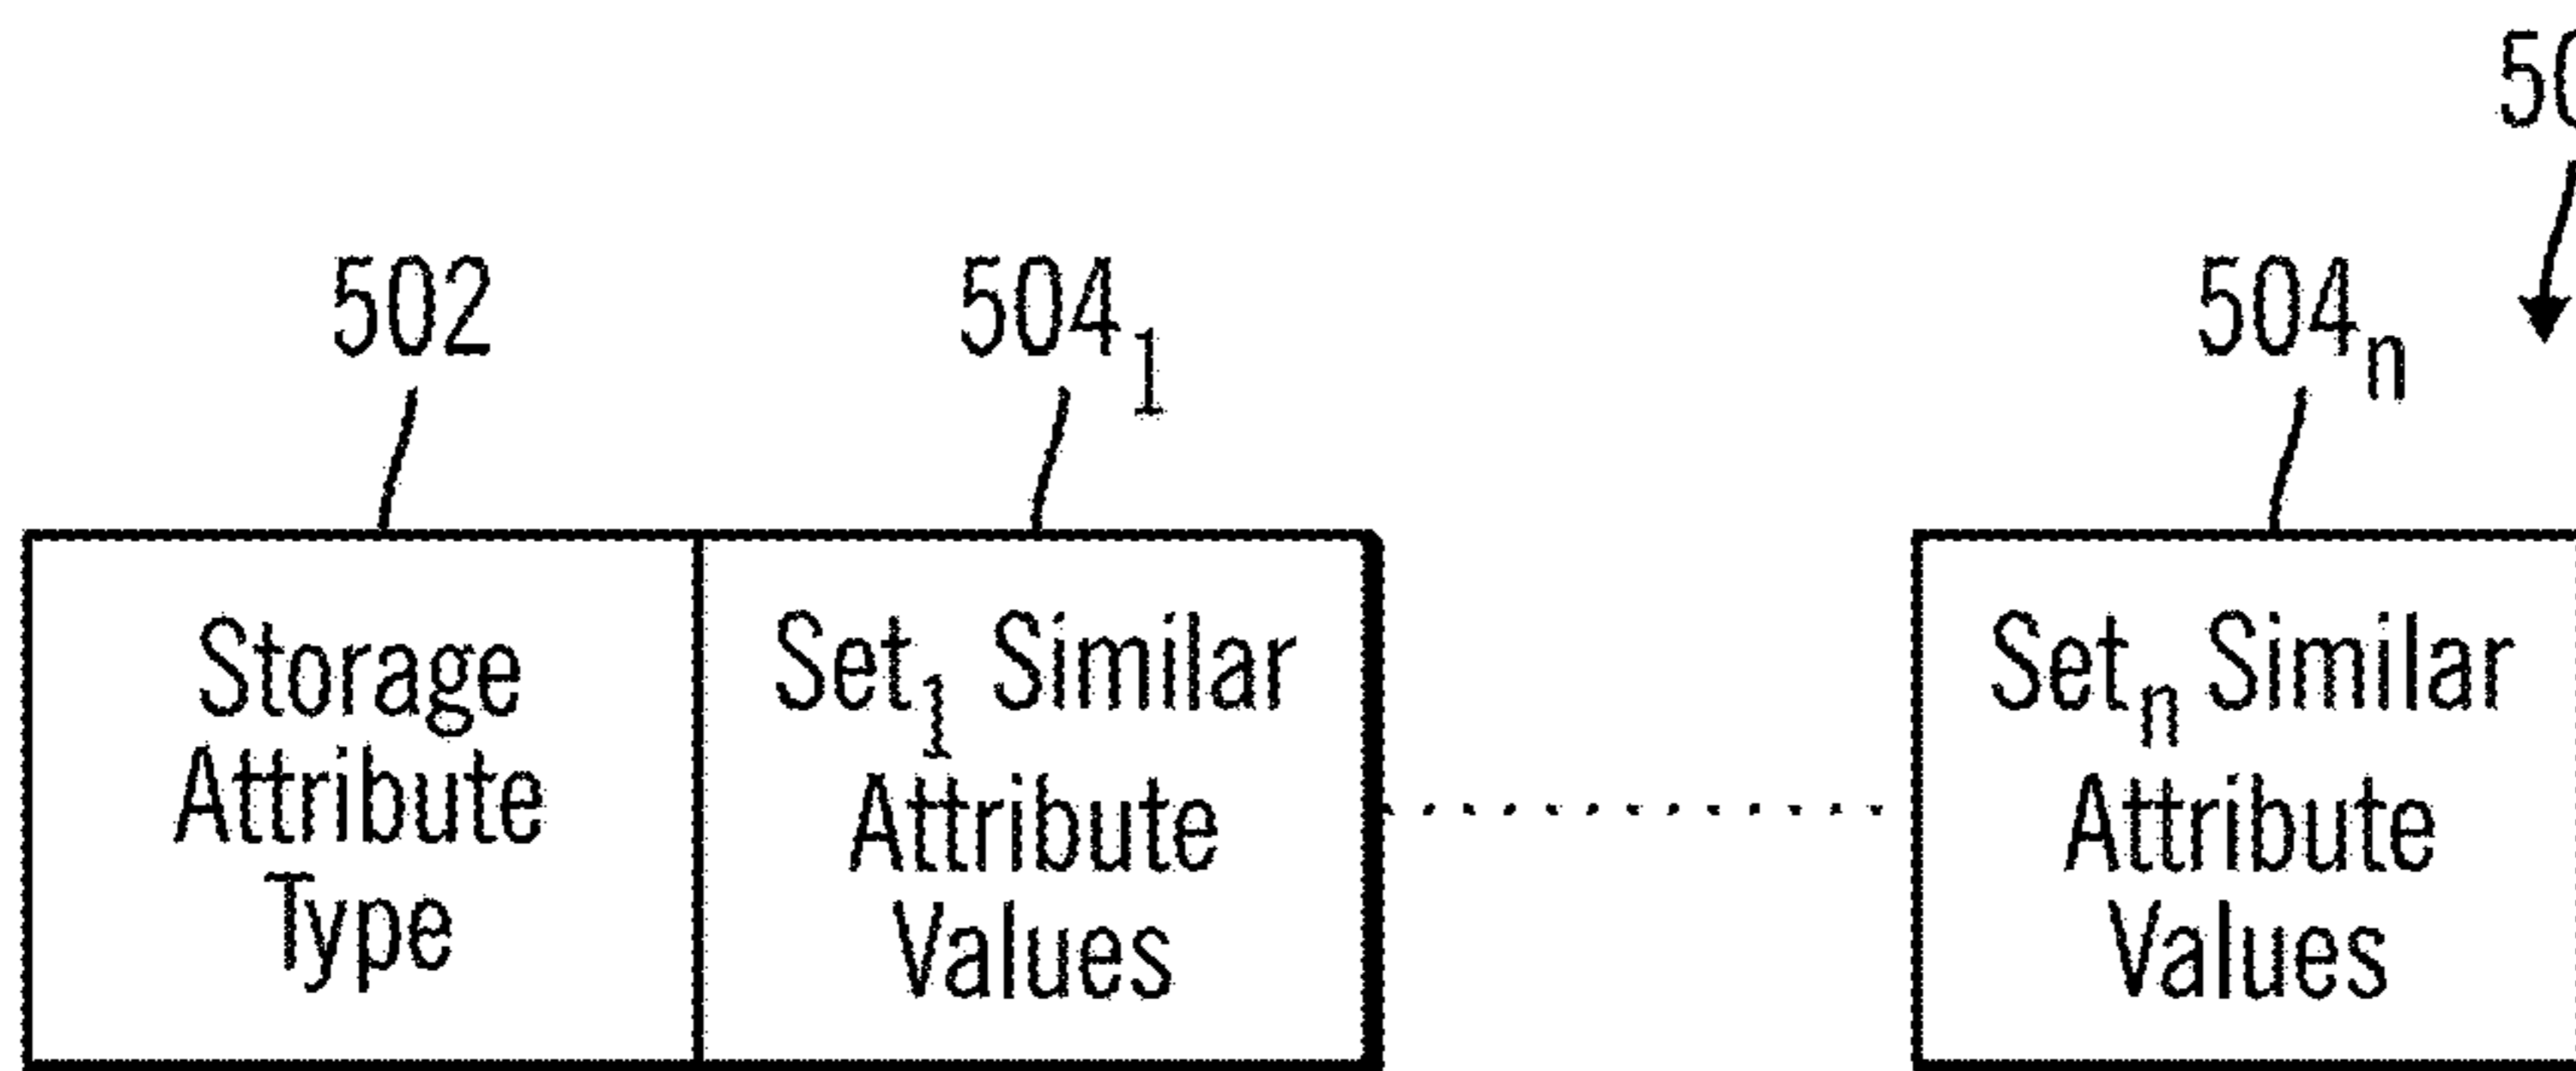 502
504₁
504ₙ
Storage
Attribute
Type
Set₁ Similar
Attribute
Values
Setₙ Similar
Attribute
Values